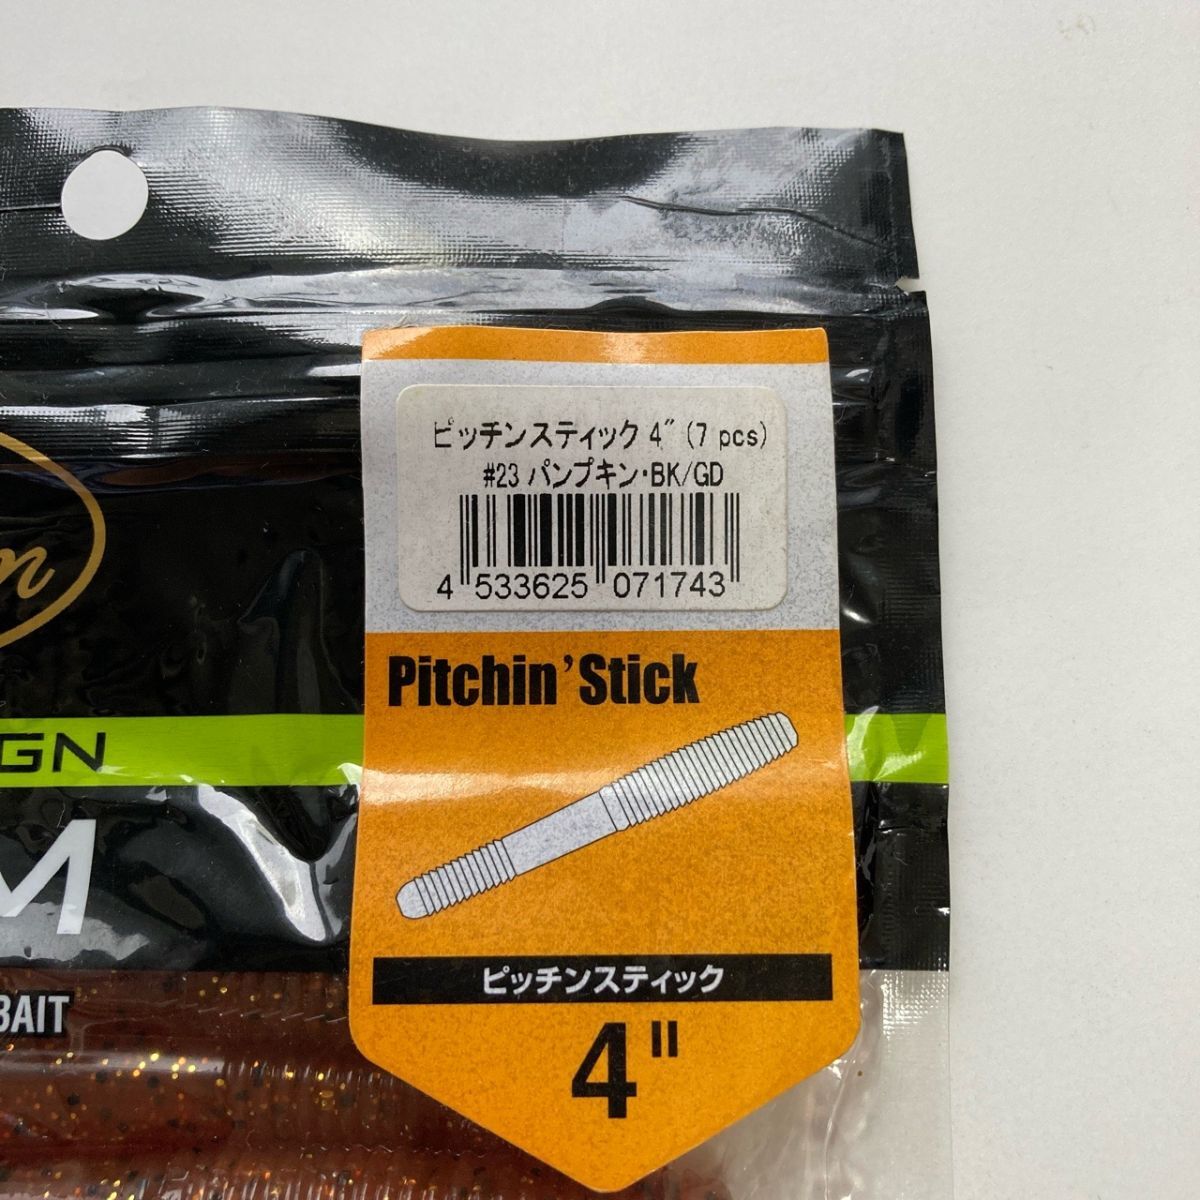 ピッチンスティック 4" (7 pcs)
#23 パンプキン・BK/GD
4 533625 071743
Pitchin' Stick
GN
M
BAIT
ピッチンスティック
4"